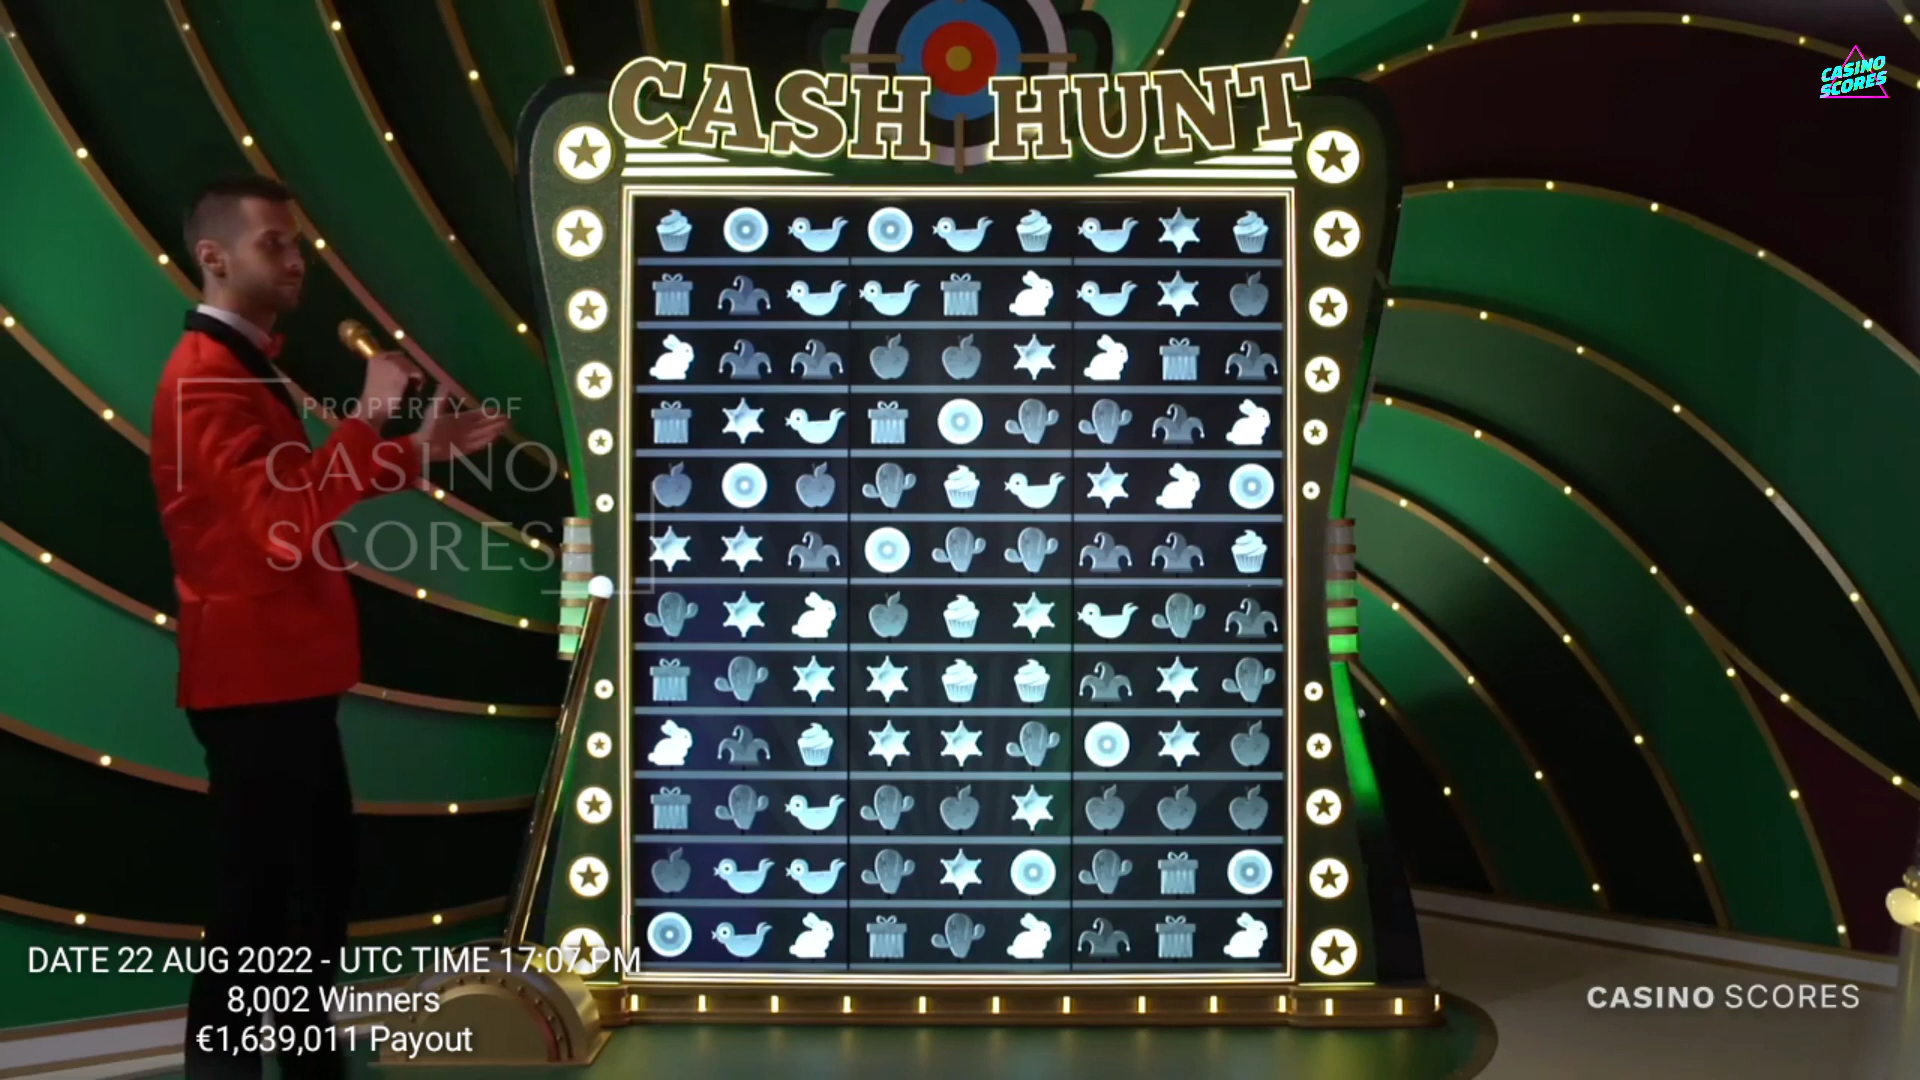 CASH HUNT
CASINO
SCORES
PROPERTY OF
CASINO
SCORES
DATE 22 AUG 2022 - UTC TIME 17:07 PM
8,002 Winners
€1,639,011 Payout
CASINO SCORES